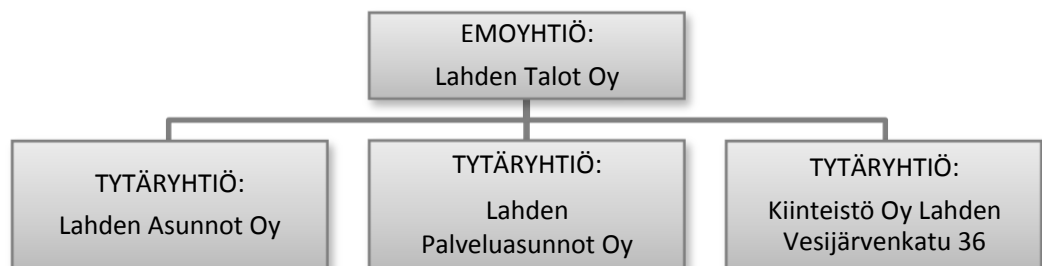 EMOYHTIÖ:
Lahden Talot Oy
TYTÄRYHTIÖ:
Lahden Asunnot Oy
TYTÄRYHTIÖ:
Lahden
Palveluasunnot Oy
TYTÄRYHTIÖ:
Kiinteistö Oy Lahden
Vesijärvenkatu 36